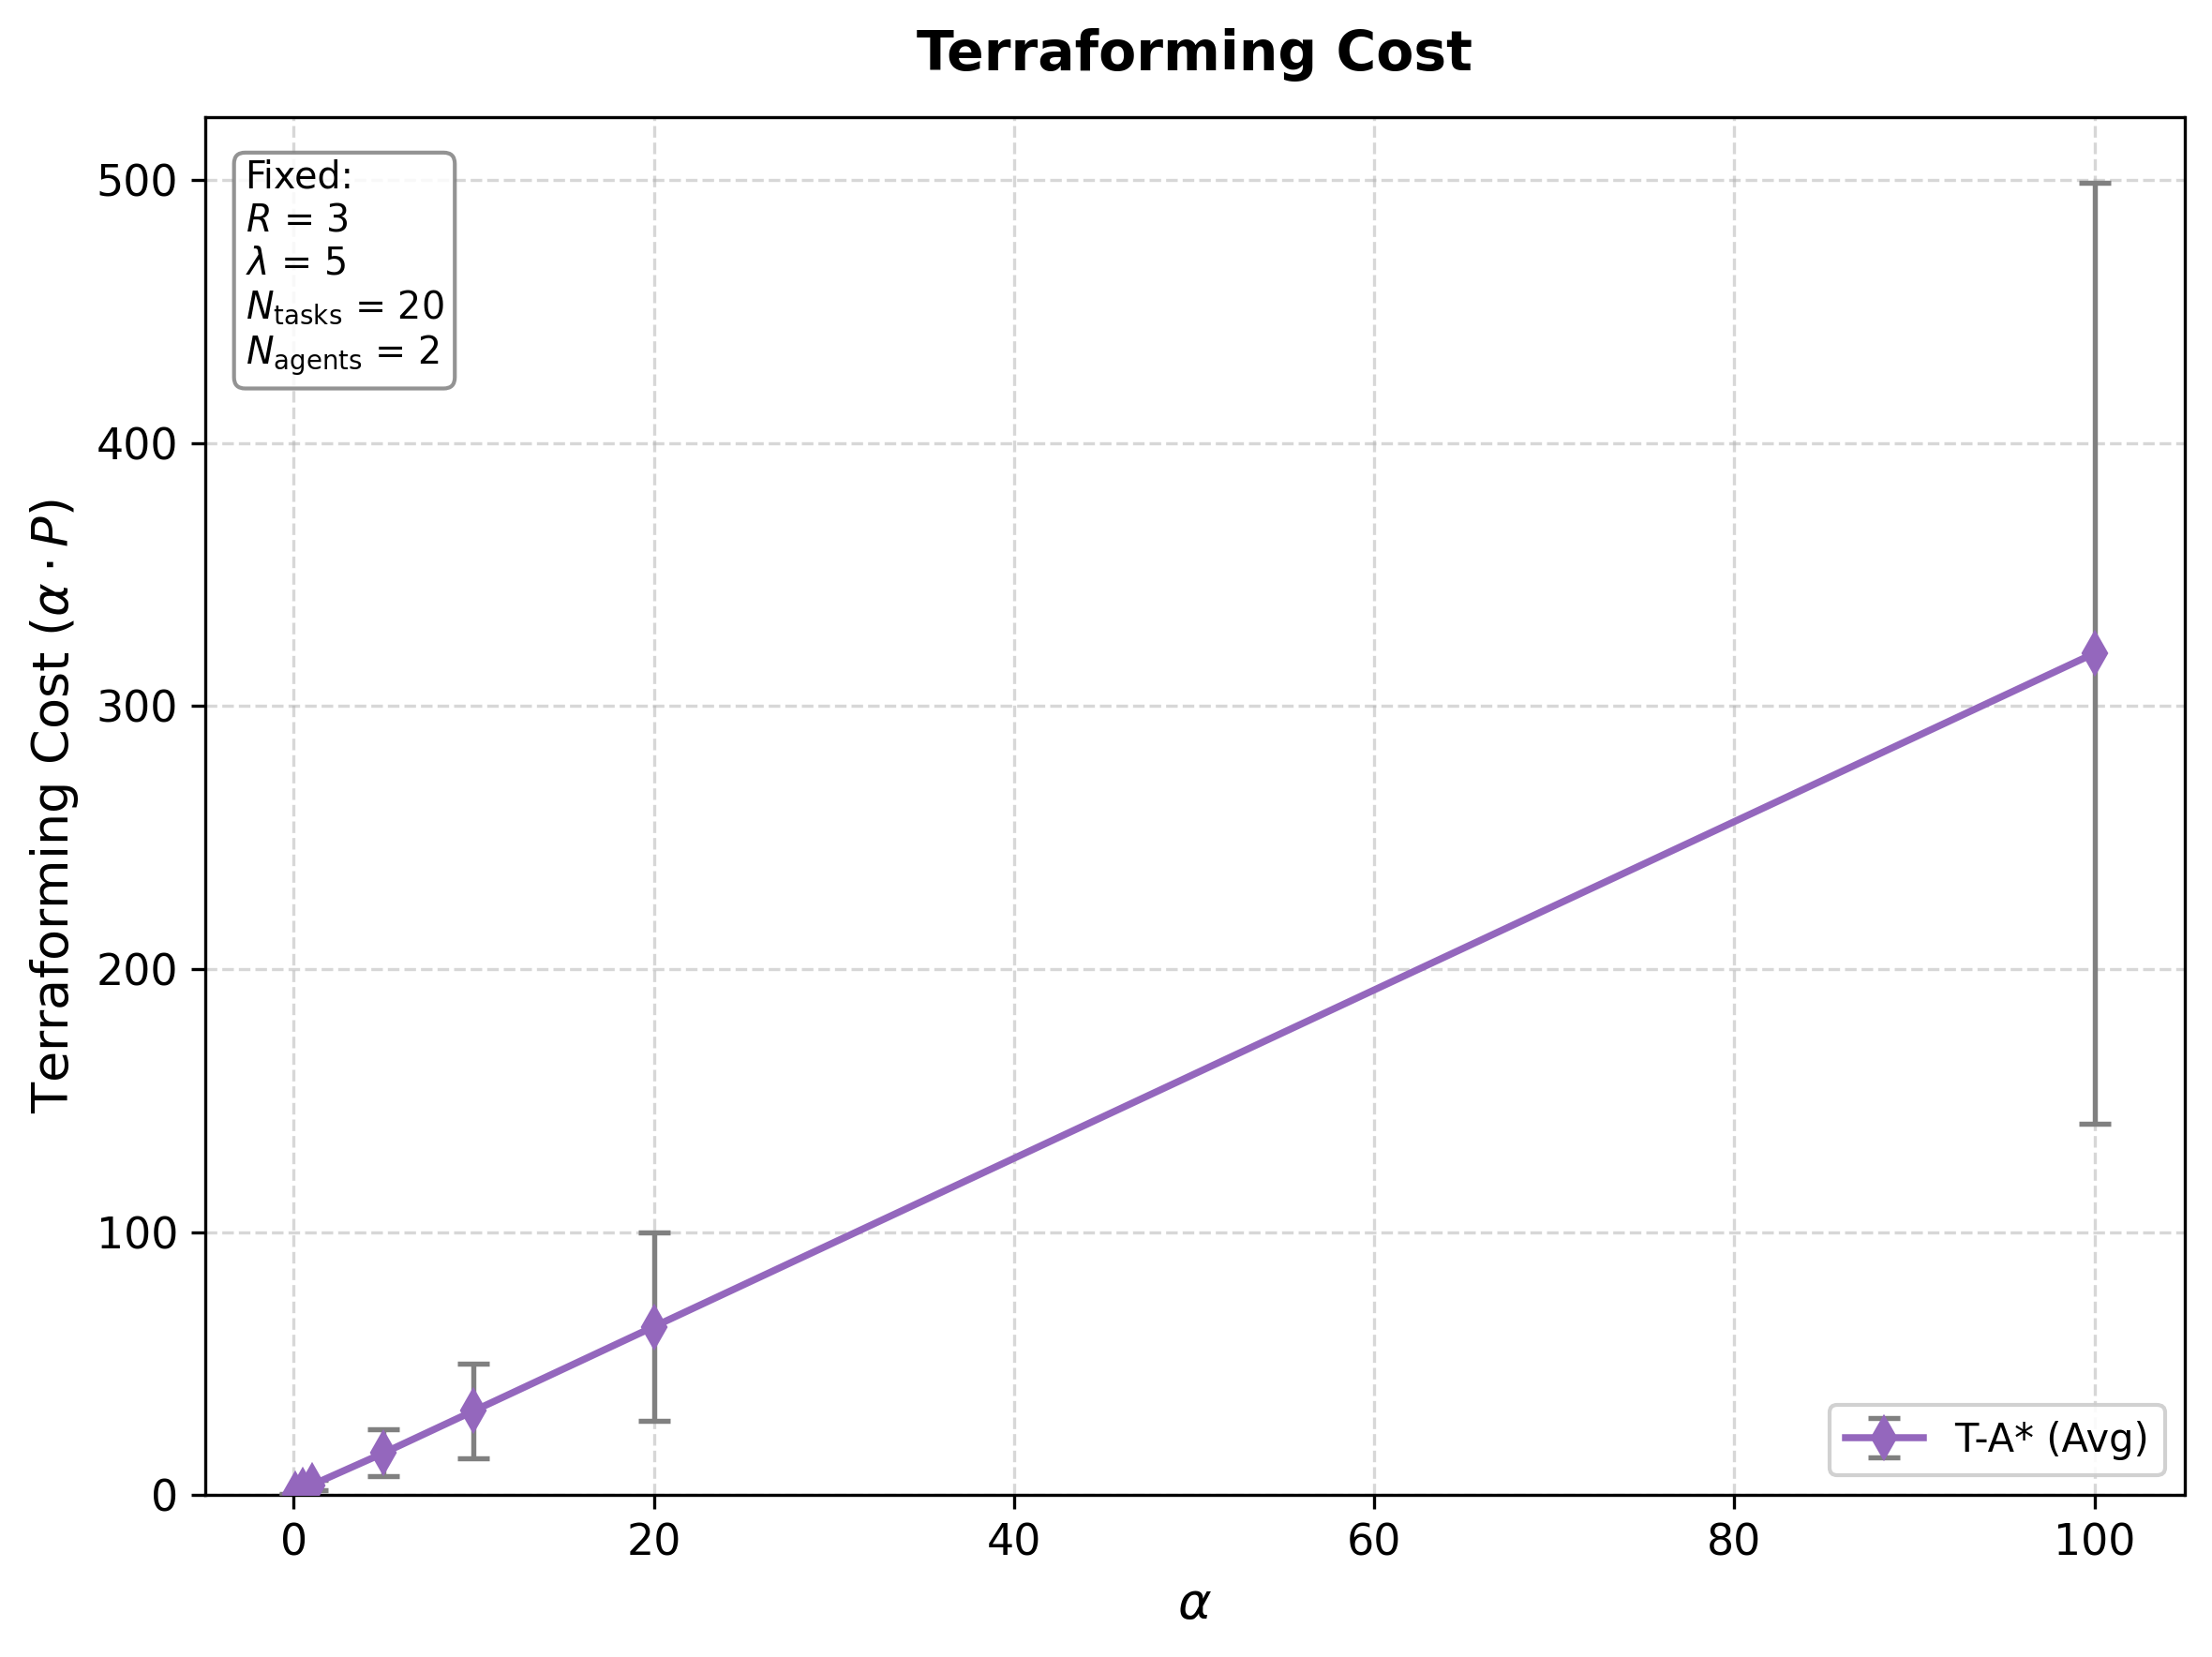 Terraforming Cost
Fixed:
R = 3
λ = 5
N_tasks = 20
N_agents = 2
Terraforming Cost (α · P)
500
400
300
200
100
0
0 20 40 60 80 100
α
T-A* (Avg)